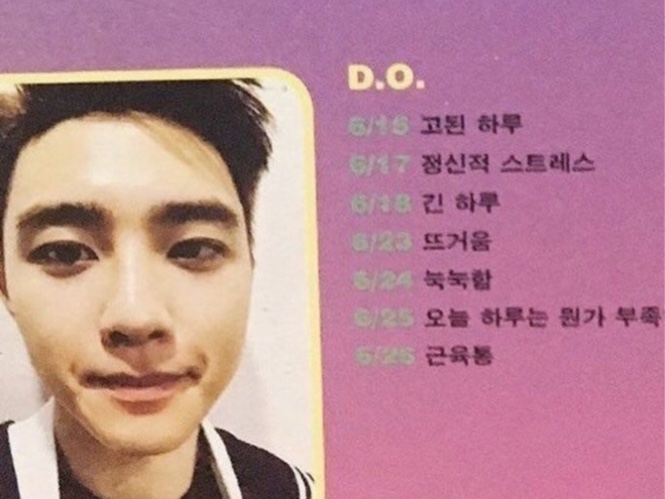 D.O.
6/15 고된 하루
6/17 정신적 스트레스
6/18 긴 하루
6/23 뜨거움
6/24 눅눅함
6/25 오늘 하루는 뭔가 부족
6/26 근육통